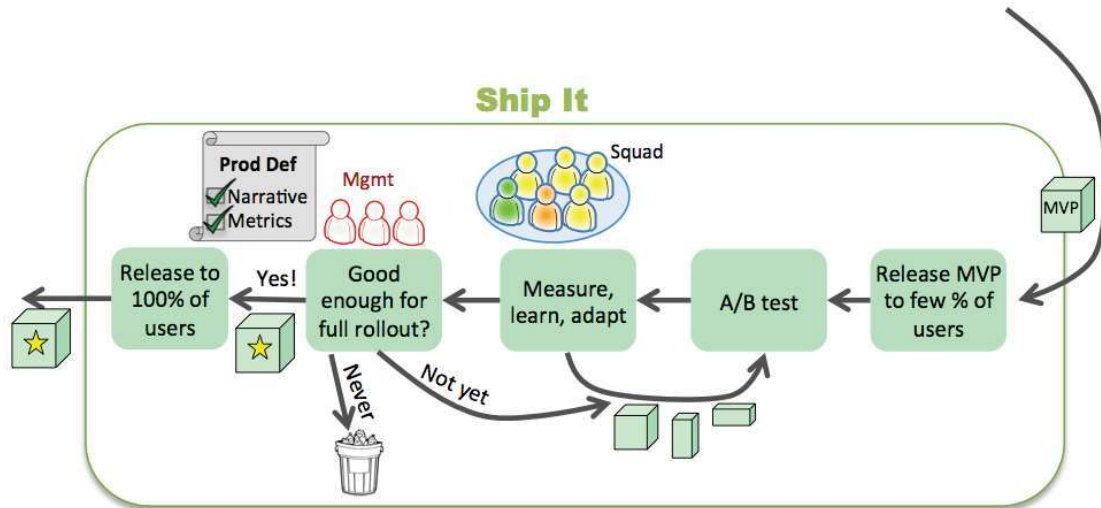 Ship It
Prod Def
Narrative
Metrics
Mgmt
Squad
MVP
Release to
100% of
users
Yes!
Good
enough for
full rollout?
Measure,
learn, adapt
A/B test
Release MVP
to few % of
users
Never
Not yet